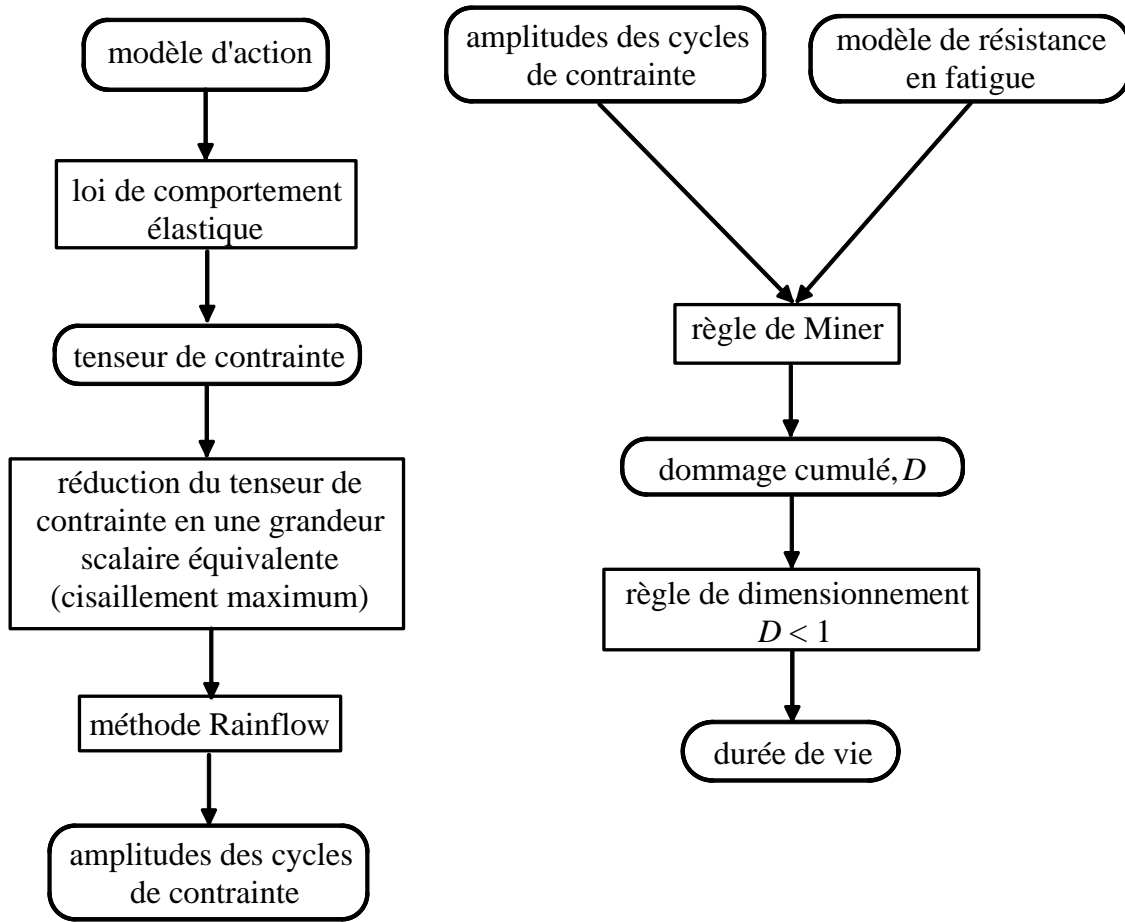 modèle d'action
loi de comportement
élastique
tenseur de contrainte
réduction du tenseur de
contrainte en une grandeur
scalaire équivalente
(cisaillement maximum)
méthode Rainflow
amplitudes des cycles
de contrainte
amplitudes des cycles
de contrainte
modèle de résistance
en fatigue
règle de Miner
dommage cumulé, D
règle de dimensionnement
D < 1
durée de vie